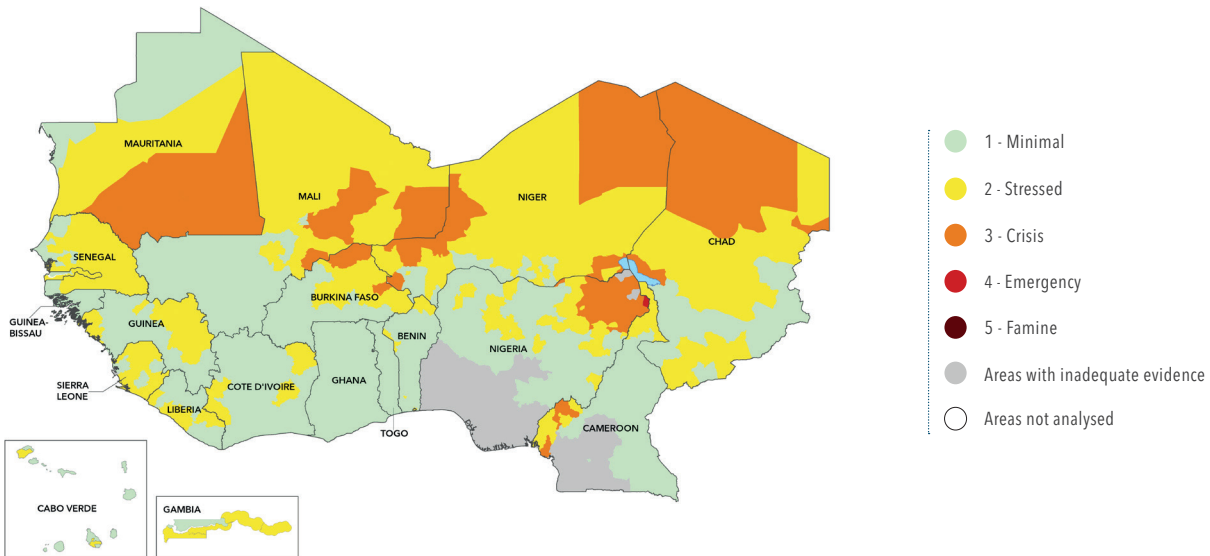 MAURITANIA
MALI
NIGER
CHAD
SENEGAL
BURKINA FASO
GUINEA-
BISSAU
GUINEA
BENIN
NIGERIA
SIERRA
LEONE
COTE D'IVOIRE
GHANA
LIBERIA
TOGO
CAMEROON
CABO VERDE
GAMBIA
1 - Minimal
2 - Stressed
3 - Crisis
4 - Emergency
5 - Famine
Areas with inadequate evidence
Areas not analysed